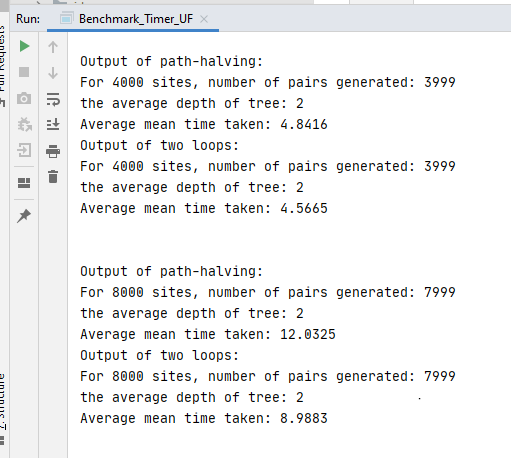 Run: Benchmark_Timer_UF
Output of path-halving:
For 4000 sites, number of pairs generated: 3999
the average depth of tree: 2
Average mean time taken: 4.8416
Output of two loops:
For 4000 sites, number of pairs generated: 3999
the average depth of tree: 2
Average mean time taken: 4.5665
Output of path-halving:
For 8000 sites, number of pairs generated: 7999
the average depth of tree: 2
Average mean time taken: 12.0325
Output of two loops:
For 8000 sites, number of pairs generated: 7999
the average depth of tree: 2
Average mean time taken: 8.9883
Requests
Structure